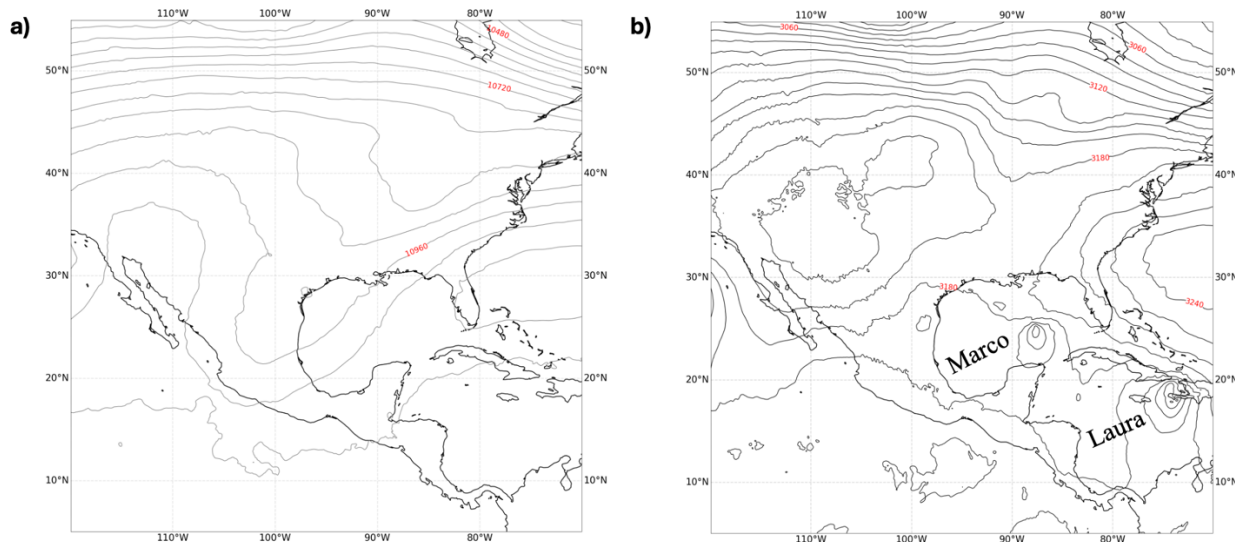 a)
110°W 100°W 90°W 80°W
50°N
40°N
30°N
20°N
10°N
10480
10720
10960
110°W 100°W 90°W 80°W
b)
110°W 100°W 90°W 80°W
50°N 50°N
40°N 40°N
30°N 30°N
20°N 20°N
10°N 10°N
3060
3060
3120
3180
3180
3240
Marco
Laura
110°W 100°W 90°W 80°W